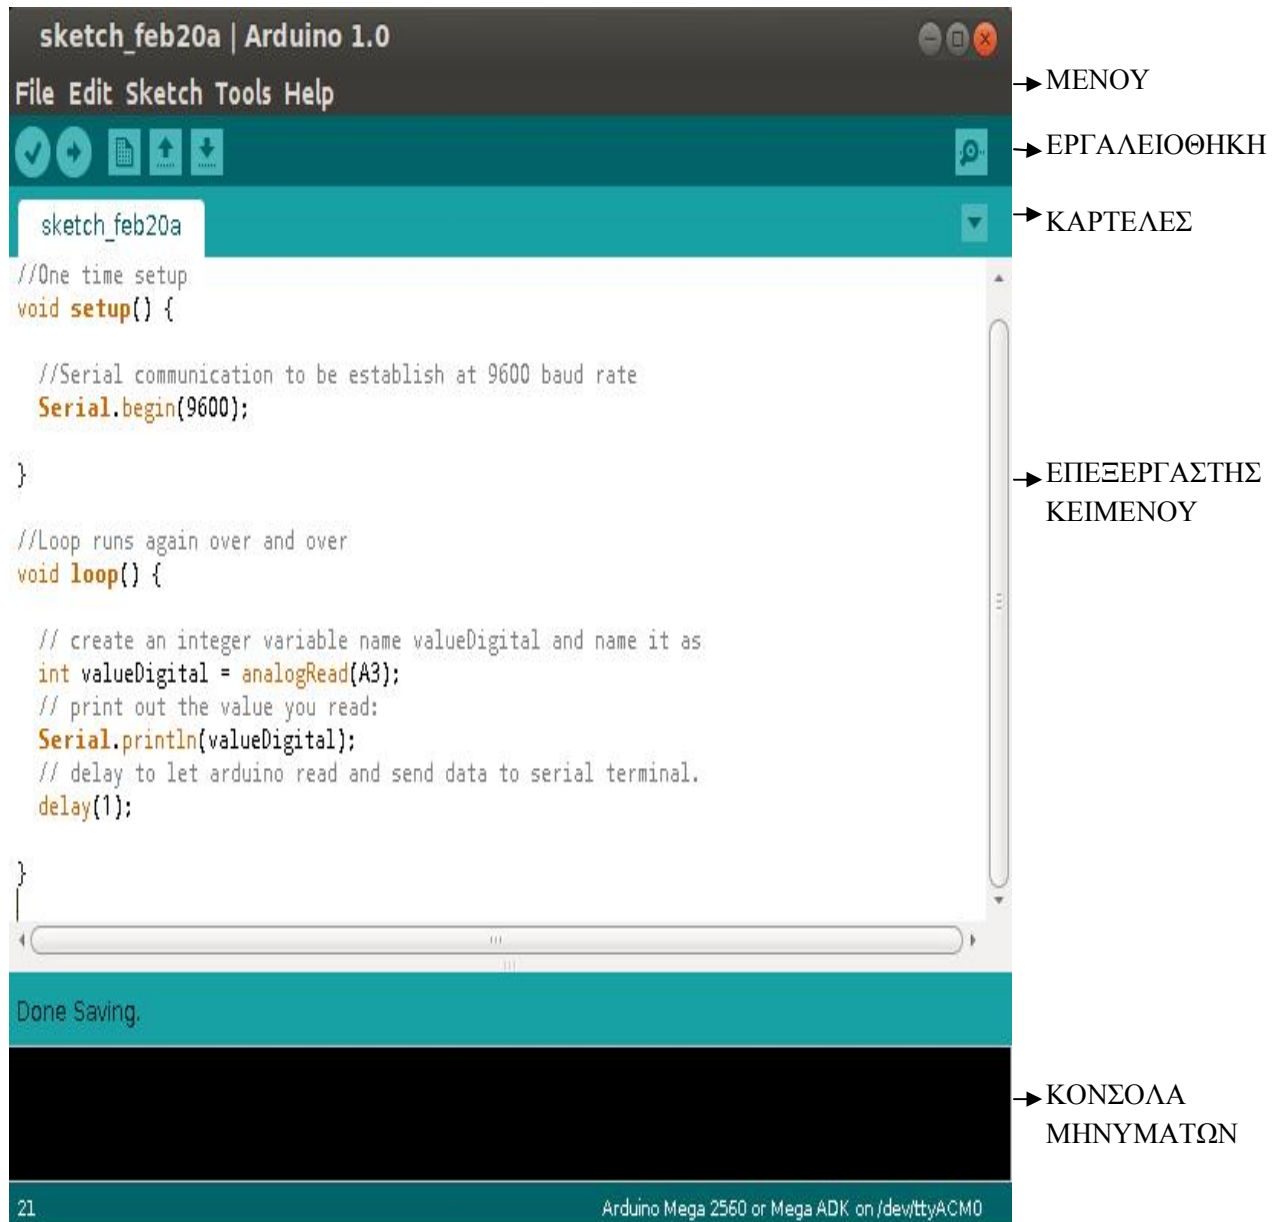 sketch_feb20a | Arduino 1.0
File Edit Sketch Tools Help
ΜΕΝΟΥ
ΕΡΓΑΛΕΙΟΘΗΚΗ
sketch_feb20a
ΚΑΡΤΕΛΕΣ
//One time setup
void setup() {
//Serial communication to be establish at 9600 baud rate
Serial.begin(9600);
}
ΕΠΕΞΕΡΓΑΣΤΗΣ
ΚΕΙΜΕΝΟΥ
//Loop runs again over and over
void loop() {
// create an integer variable name valueDigital and name it as
int valueDigital = analogRead(A3);
// print out the value you read:
Serial.println(valueDigital);
// delay to let arduino read and send data to serial terminal.
delay(1);
}
Done Saving.
ΚΟΝΣΟΛΑ
ΜΗΝΥΜΑΤΩΝ
21
Arduino Mega 2560 or Mega ADK on /dev/ttyACM0